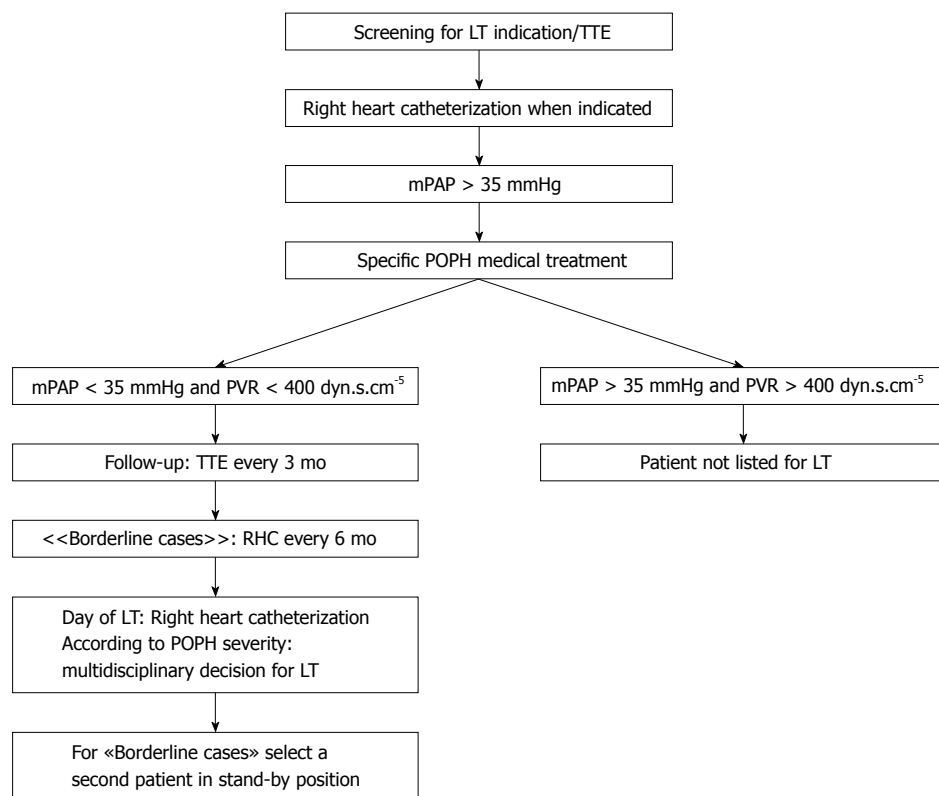 Screening for LT indication/TTE
Right heart catheterization when indicated
mPAP > 35 mmHg
Specific POPH medical treatment
mPAP < 35 mmHg and PVR < 400 dyn.s.cm⁻⁵
mPAP > 35 mmHg and PVR > 400 dyn.s.cm⁻⁵
Follow-up: TTE every 3 mo
Patient not listed for LT
<<Borderline cases>>: RHC every 6 mo
Day of LT: Right heart catheterization
According to POPH severity:
multidisciplinary decision for LT
For «Borderline cases» select a
second patient in stand-by position